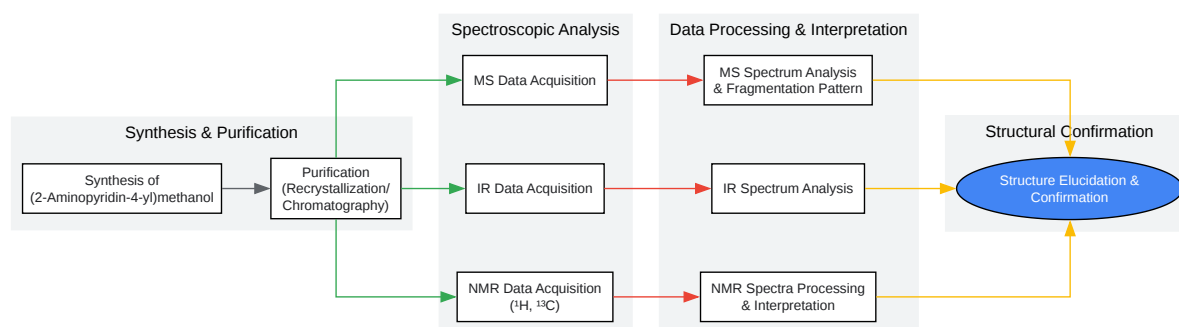 Spectroscopic Analysis
Data Processing & Interpretation
MS Data Acquisition
MS Spectrum Analysis
& Fragmentation Pattern
Synthesis & Purification
Structural Confirmation
Synthesis of
(2-Aminopyridin-4-yl)methanol
Purification
(Recrystallization/
Chromatography)
IR Data Acquisition
IR Spectrum Analysis
Structure Elucidation &
Confirmation
NMR Data Acquisition
(¹H, ¹³C)
NMR Spectra Processing
& Interpretation